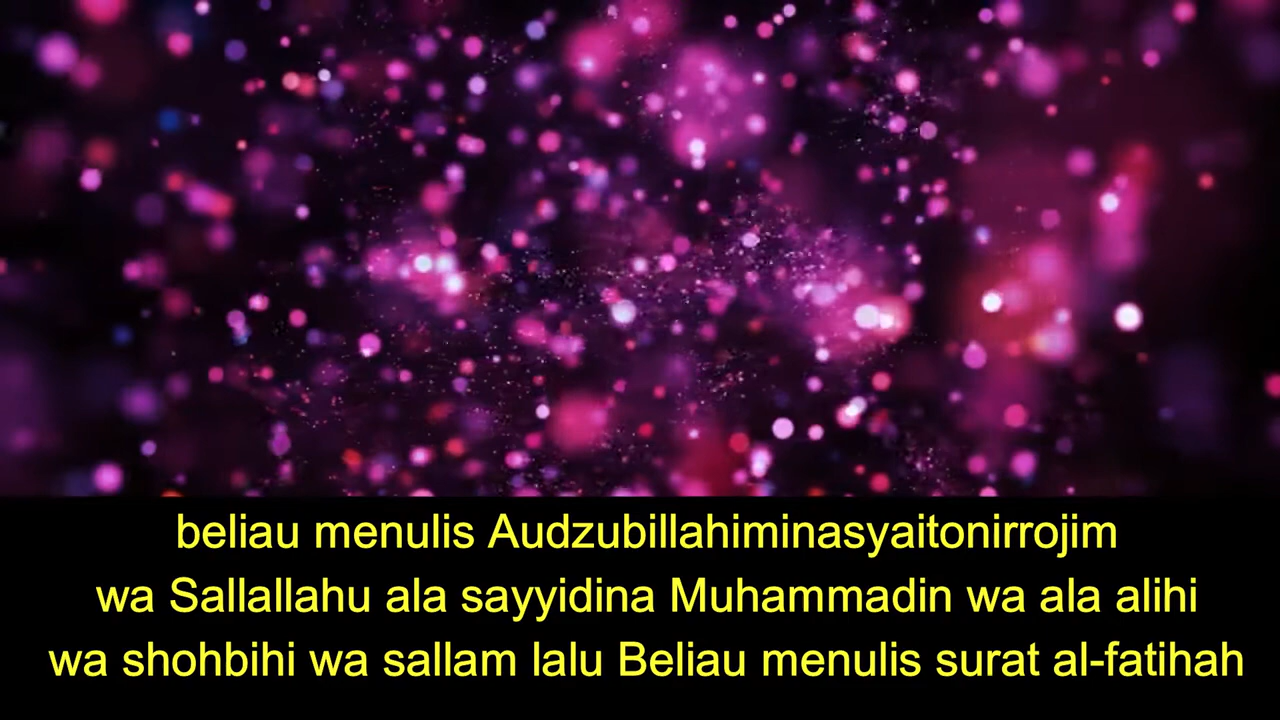 beliau menulis Audzubillahiminasyaitonirrojim
wa Sallallahu ala sayyidina Muhammadin wa ala alihi
wa shohbihi wa sallam lalu Beliau menulis surat al-fatihah